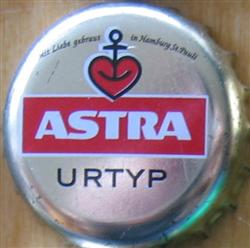 Mit Liebe gebraut in Hamburg St. Pauli
ASTRA
URTYP